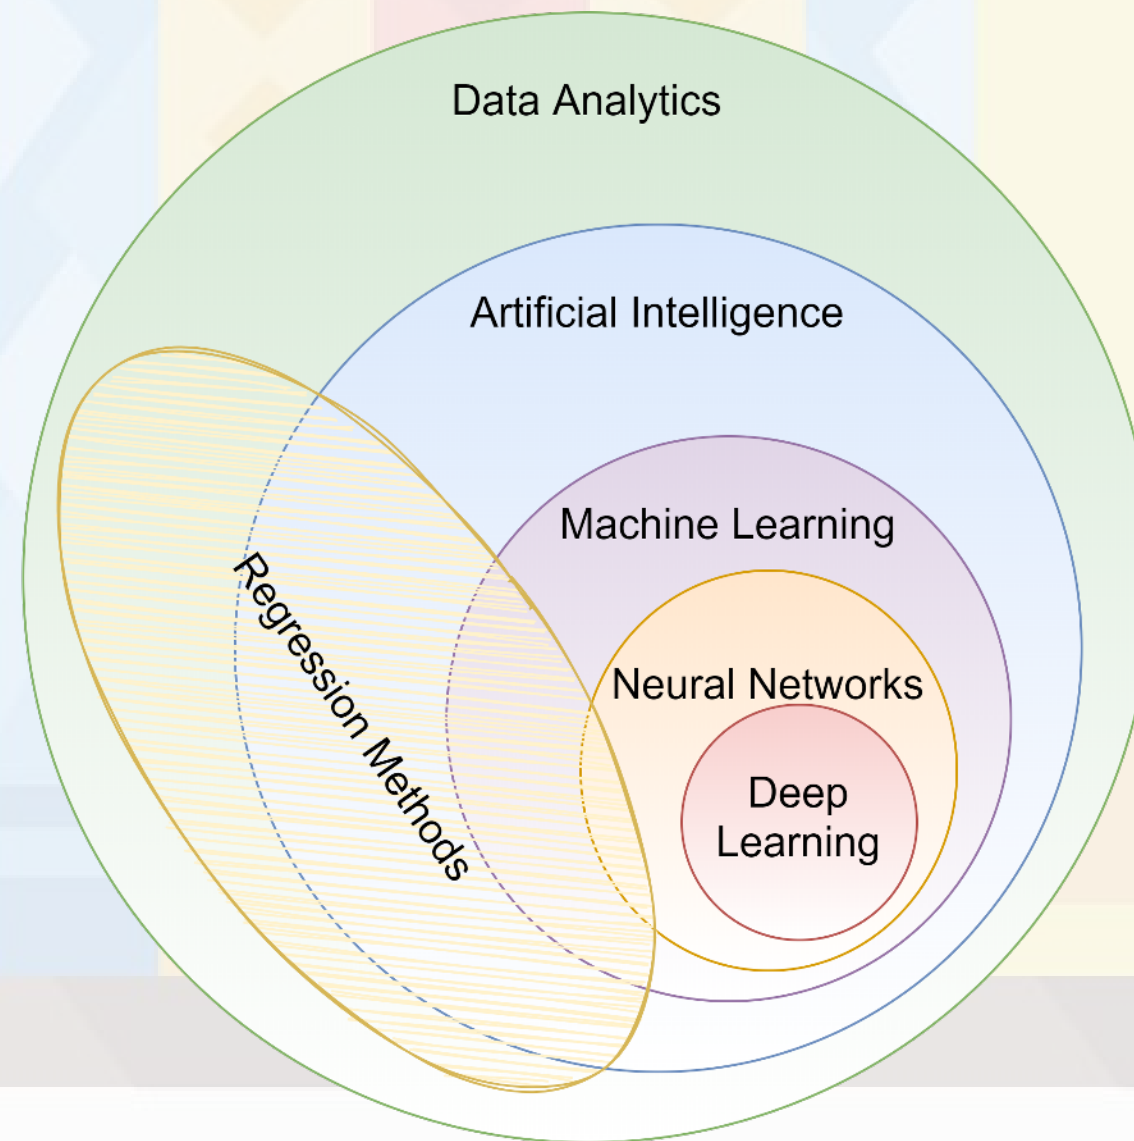 Data Analytics
Artificial Intelligence
Machine Learning
Regression Methods
Neural Networks
Deep
Learning